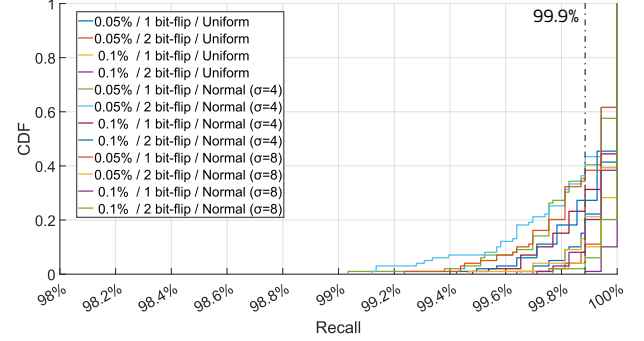 99.9%
1
0.8
0.6
0.4
0.2
0
CDF
0.05% / 1 bit-flip / Uniform
0.05% / 2 bit-flip / Uniform
0.1% / 1 bit-flip / Uniform
0.1% / 2 bit-flip / Uniform
0.05% / 1 bit-flip / Normal (σ=4)
0.05% / 2 bit-flip / Normal (σ=4)
0.1% / 1 bit-flip / Normal (σ=4)
0.1% / 2 bit-flip / Normal (σ=4)
0.05% / 1 bit-flip / Normal (σ=8)
0.05% / 2 bit-flip / Normal (σ=8)
0.1% / 1 bit-flip / Normal (σ=8)
0.1% / 2 bit-flip / Normal (σ=8)
98% 98.2% 98.4% 98.6% 98.8% 99% 99.2% 99.4% 99.6% 99.8% 100%
Recall